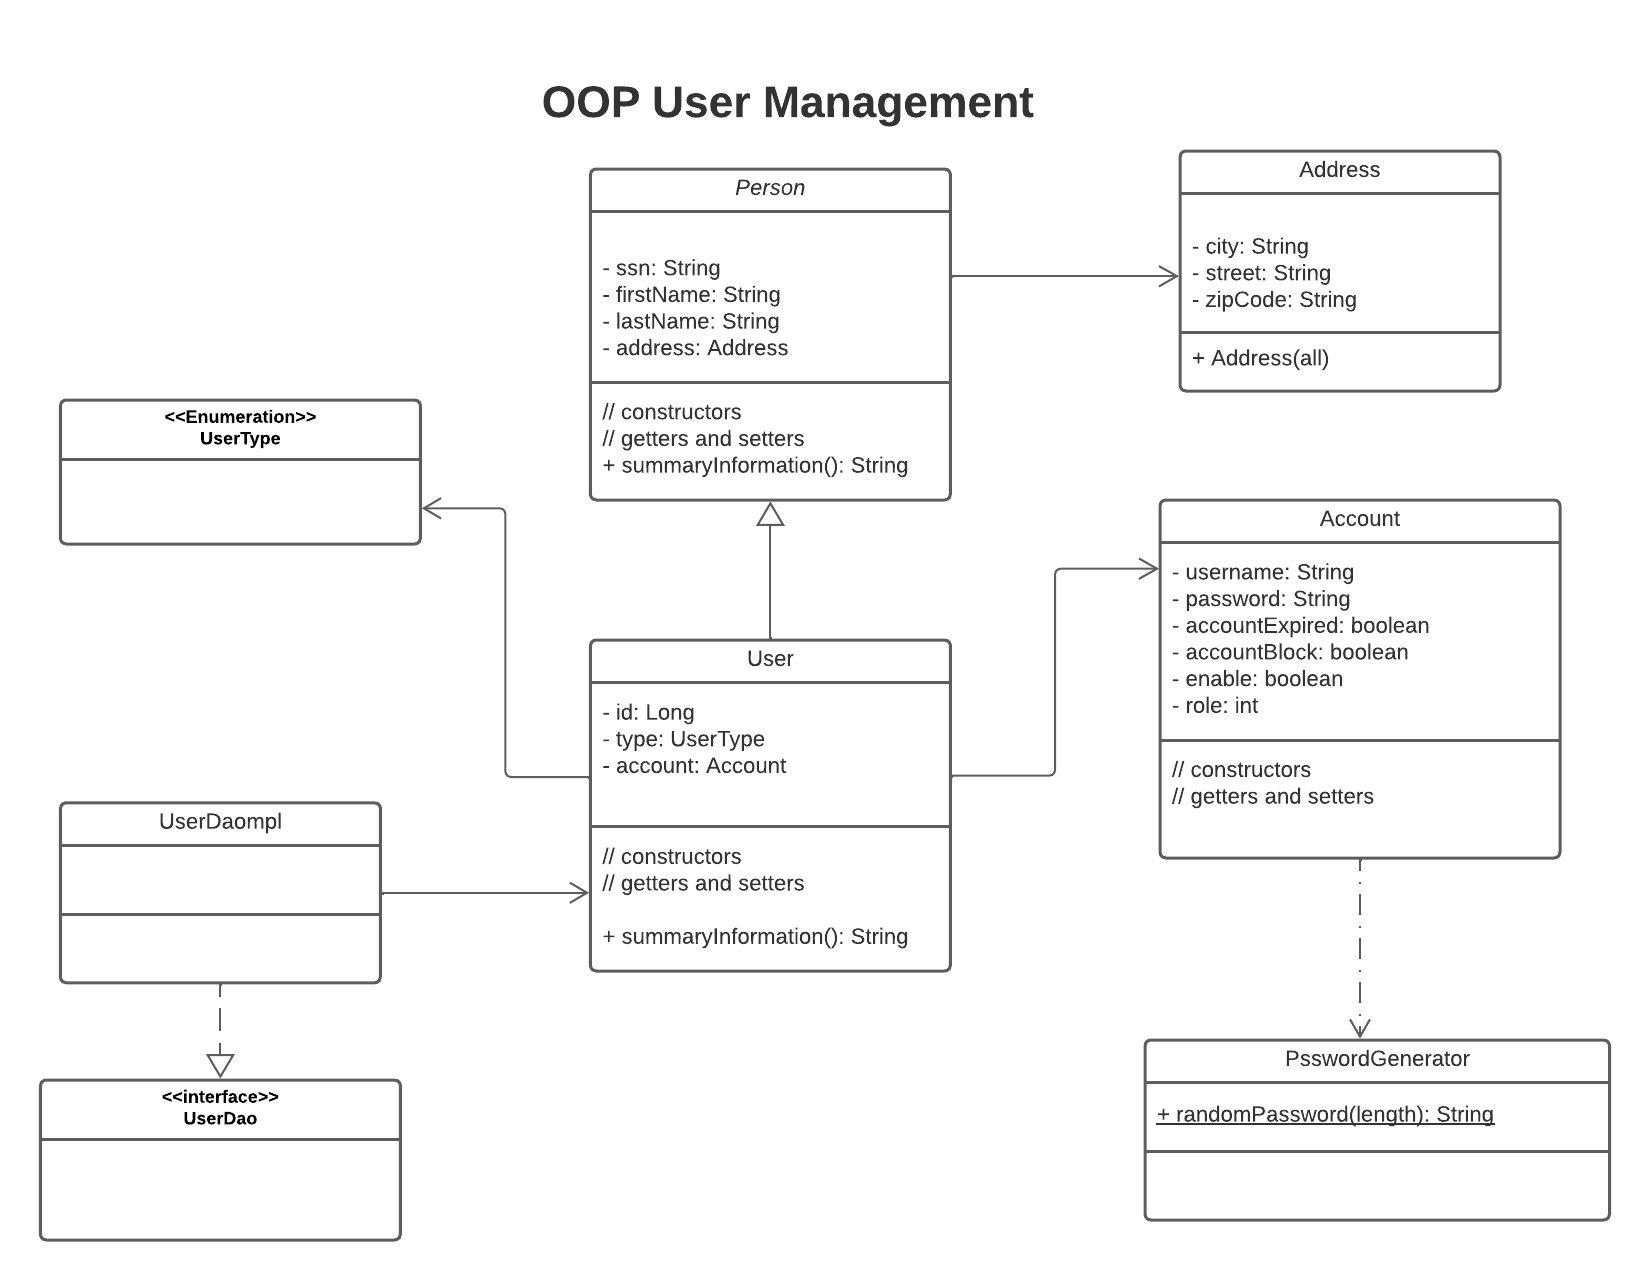 OOP User Management
Person
- ssn: String
- firstName: String
- lastName: String
- address: Address
// constructors
// getters and setters
+ summaryInformation(): String
Address
- city: String
- street: String
- zipCode: String
+ Address(all)
<<Enumeration>>
UserType
User
- id: Long
- type: UserType
- account: Account
// constructors
// getters and setters
+ summaryInformation(): String
Account
- username: String
- password: String
- accountExpired: boolean
- accountBlock: boolean
- enable: boolean
- role: int
// constructors
// getters and setters
UserDaompl
<<interface>>
UserDao
PsswordGenerator
+ randomPassword(length): String